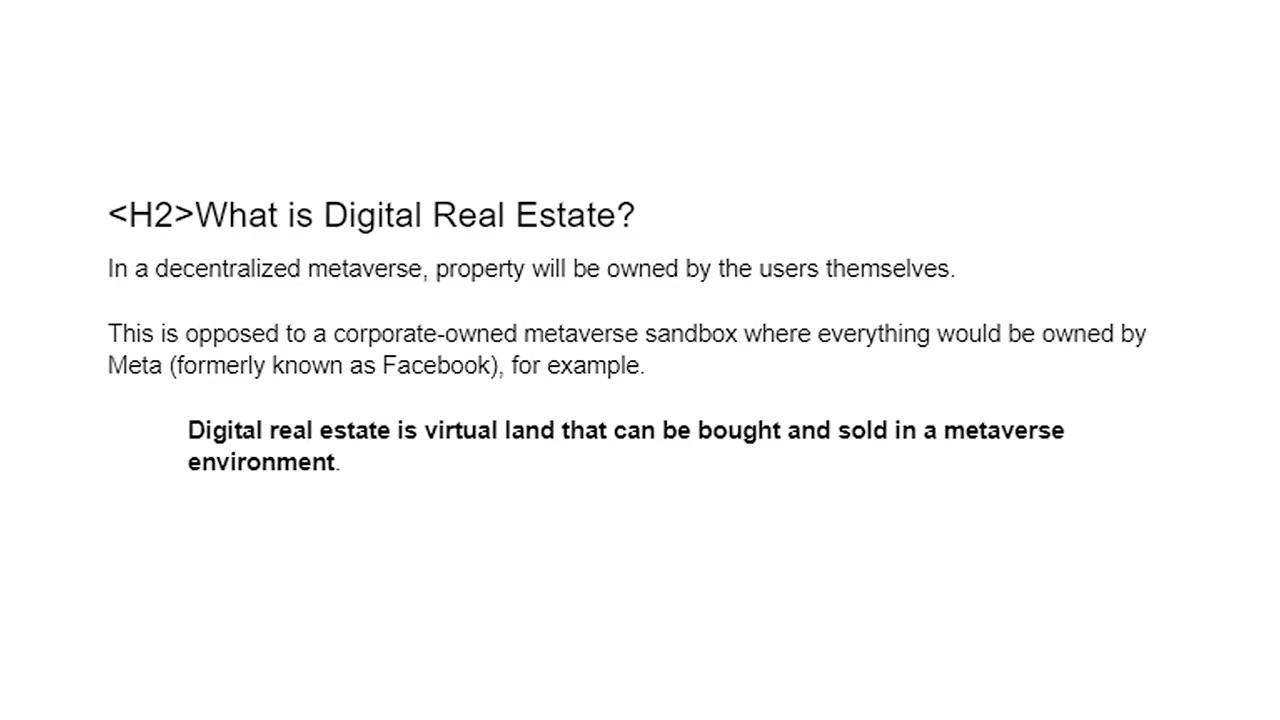 <H2>What is Digital Real Estate?
In a decentralized metaverse, property will be owned by the users themselves.
This is opposed to a corporate-owned metaverse sandbox where everything would be owned by
Meta (formerly known as Facebook), for example.
Digital real estate is virtual land that can be bought and sold in a metaverse
environment.